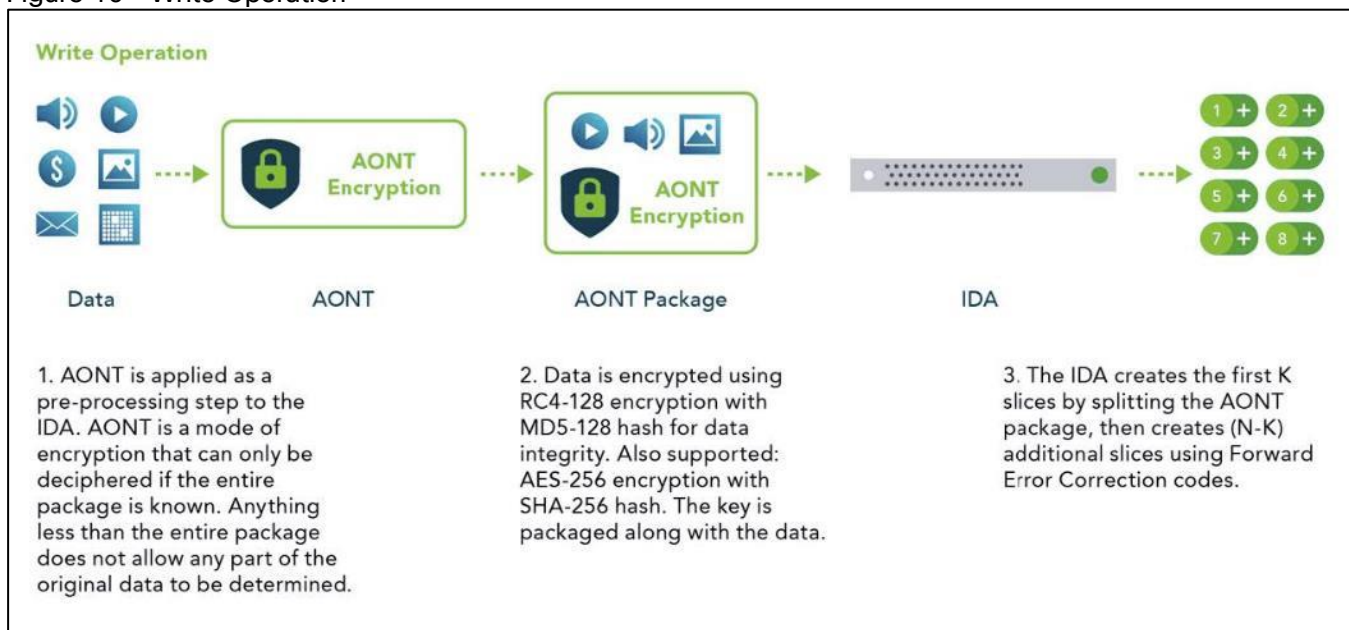 Write Operation
AONT
Encryption
AONT
Encryption
1 + 2 +
3 + 4 +
5 + 6 +
7 + 8 +
$
Data
AONT
AONT Package
IDA
1. AONT is applied as a
pre-processing step to the
IDA. AONT is a mode of
encryption that can only be
deciphered if the entire
package is known. Anything
less than the entire package
does not allow any part of the
original data to be determined.
2. Data is encrypted using
RC4-128 encryption with
MD5-128 hash for data
integrity. Also supported:
AES-256 encryption with
SHA-256 hash. The key is
packaged along with the data.
3. The IDA creates the first K
slices by splitting the AONT
package, then creates (N-K)
additional slices using Forward
Error Correction codes.